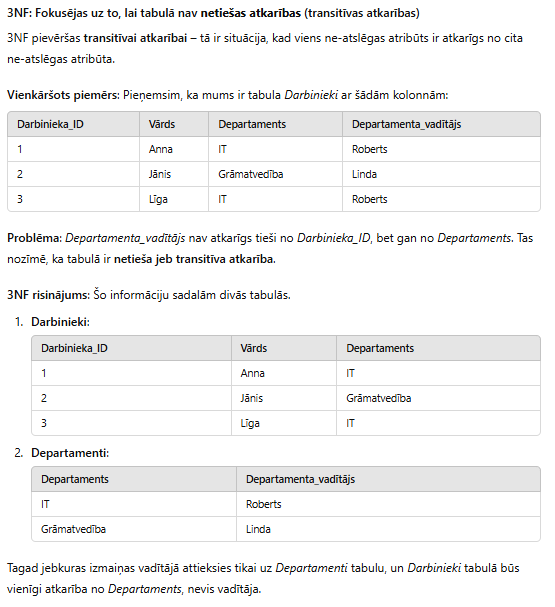 3NF: Fokusējas uz to, lai tabulā nav netiešas atkarības (transitīvas atkarības)
3NF pievēršas transitīvai atkarībai – tā ir situācija, kad viens ne-atslēgas atribūts ir atkarīgs no cita
ne-atslēgas atribūta.
Vienkāršots piemērs: Pieņemsim, ka mums ir tabula Darbinieki ar šādām kolonnām:
Darbinieka_ID Vārds Departaments Departamenta_vadītājs
1 Anna IT Roberts
2 Jānis Grāmatvedība Linda
3 Līga IT Roberts
Problēma: Departamenta_vadītājs nav atkarīgs tieši no Darbinieka_ID, bet gan no Departaments. Tas
nozīmē, ka tabulā ir netieša jeb transitīva atkarība.
3NF risinājums: Šo informāciju sadalām divās tabulās.
1. Darbinieki:
Darbinieka_ID Vārds Departaments
1 Anna IT
2 Jānis Grāmatvedība
3 Līga IT
2. Departamenti:
Departaments Departamenta_vadītājs
IT Roberts
Grāmatvedība Linda
Tagad jebkuras izmaiņas vadītājā attieksies tikai uz Departamenti tabulu, un Darbinieki tabulā būs
vienīgi atkarība no Departaments, nevis vadītāja.